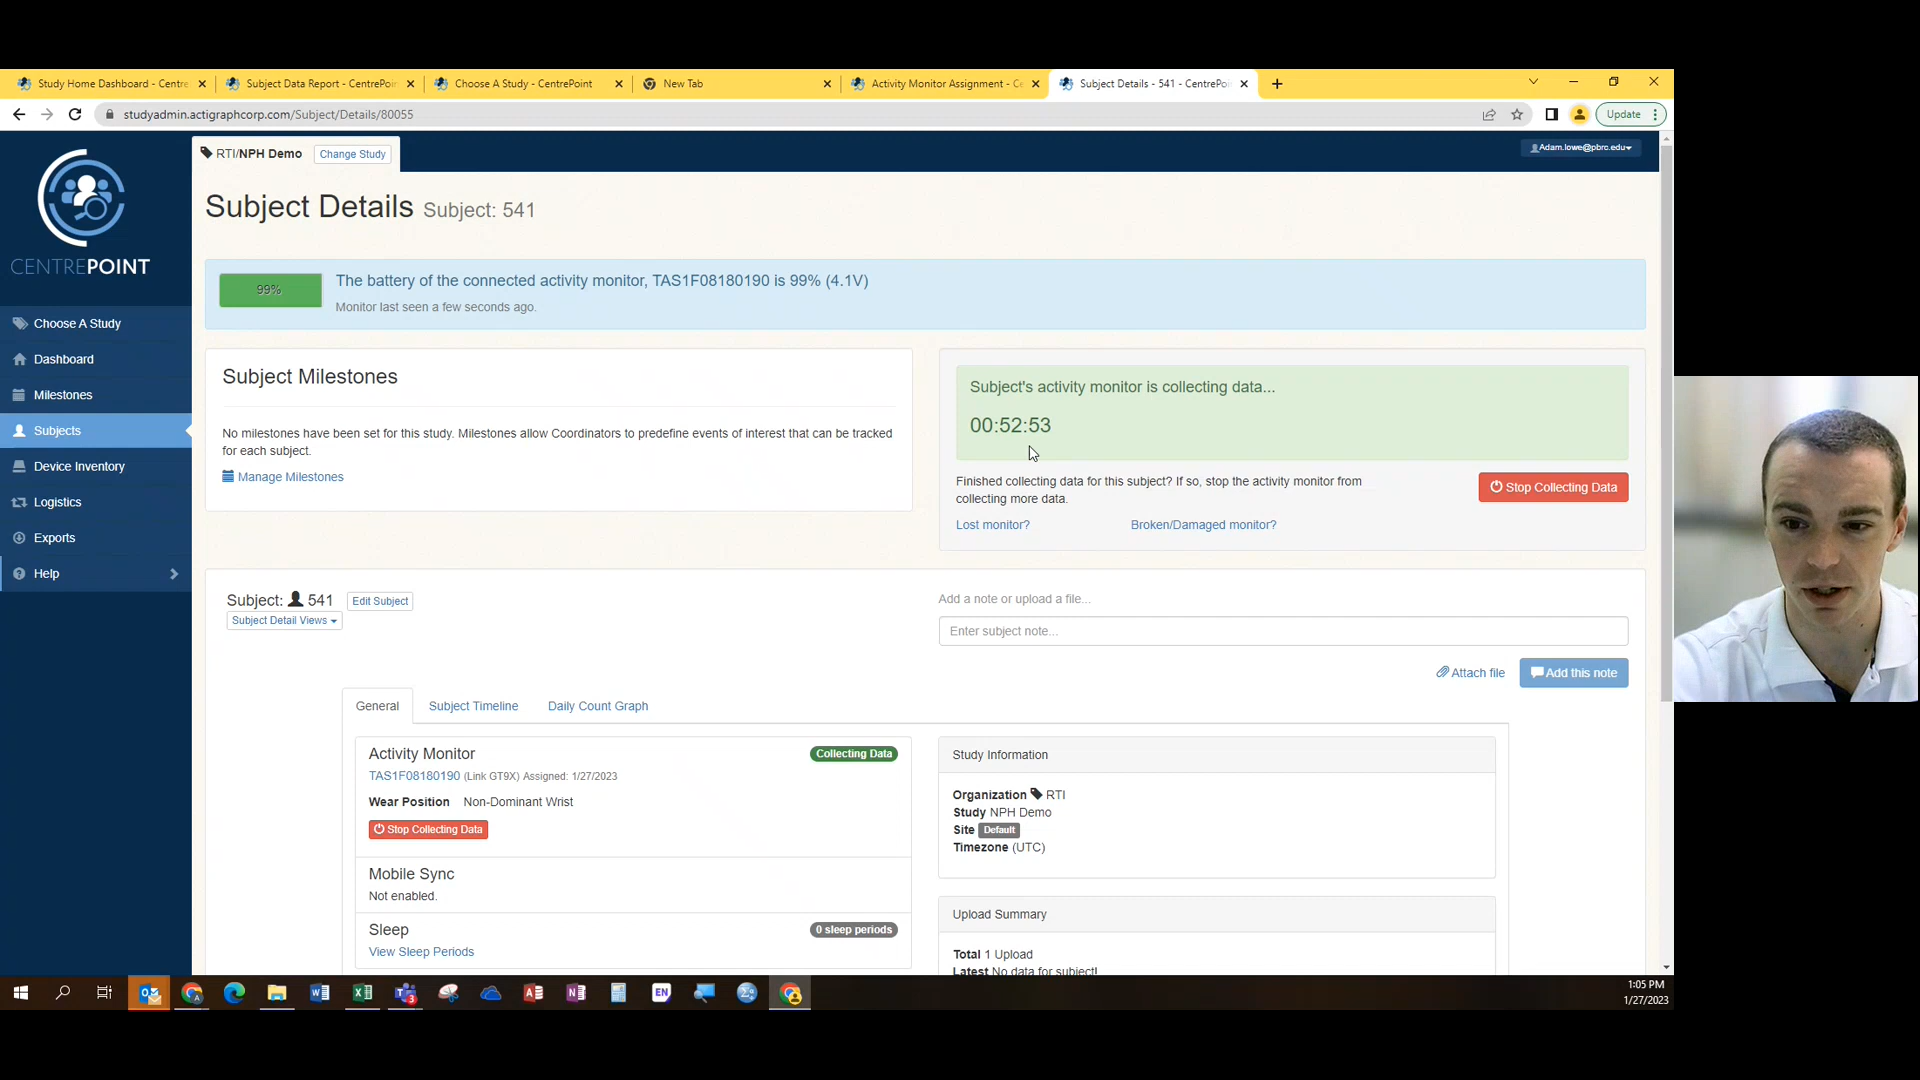 Study Home Dashboard - Centre
Subject Data Report - CentrePoin
Choose A Study - CentrePoint
New Tab
Activity Monitor Assignment - Ce
Subject Details - 541 - CentrePoi
studyadmin.actigraphcorp.com/Subject/Details/80055
Update
RTI/NPH Demo
Change Study
Adam.lowe@pbrc.edu
CENTREPOINT
Choose A Study
Dashboard
Milestones
Subjects
Device Inventory
Logistics
Exports
Help
Subject Details Subject: 541
99%
The battery of the connected activity monitor, TAS1F08180190 is 99% (4.1V)
Monitor last seen a few seconds ago.
Subject Milestones
No milestones have been set for this study. Milestones allow Coordinators to predefine events of interest that can be tracked
for each subject.
Manage Milestones
Subject's activity monitor is collecting data...
00:52:53
Finished collecting data for this subject? If so, stop the activity monitor from
collecting more data.
Stop Collecting Data
Lost monitor?
Broken/Damaged monitor?
Subject: 541
Edit Subject
Subject Detail Views
Add a note or upload a file...
Enter subject note...
Attach file
Add this note
General
Subject Timeline
Daily Count Graph
Activity Monitor
Collecting Data
TAS1F08180190 (Link GT9X) Assigned: 1/27/2023
Wear Position Non-Dominant Wrist
Stop Collecting Data
Mobile Sync
Not enabled.
Sleep
0 sleep periods
View Sleep Periods
Study Information
Organization RTI
Study NPH Demo
Site Default
Timezone (UTC)
Upload Summary
Total 1 Upload
Latest No data for subject!
EN
1:05 PM
1/27/2023